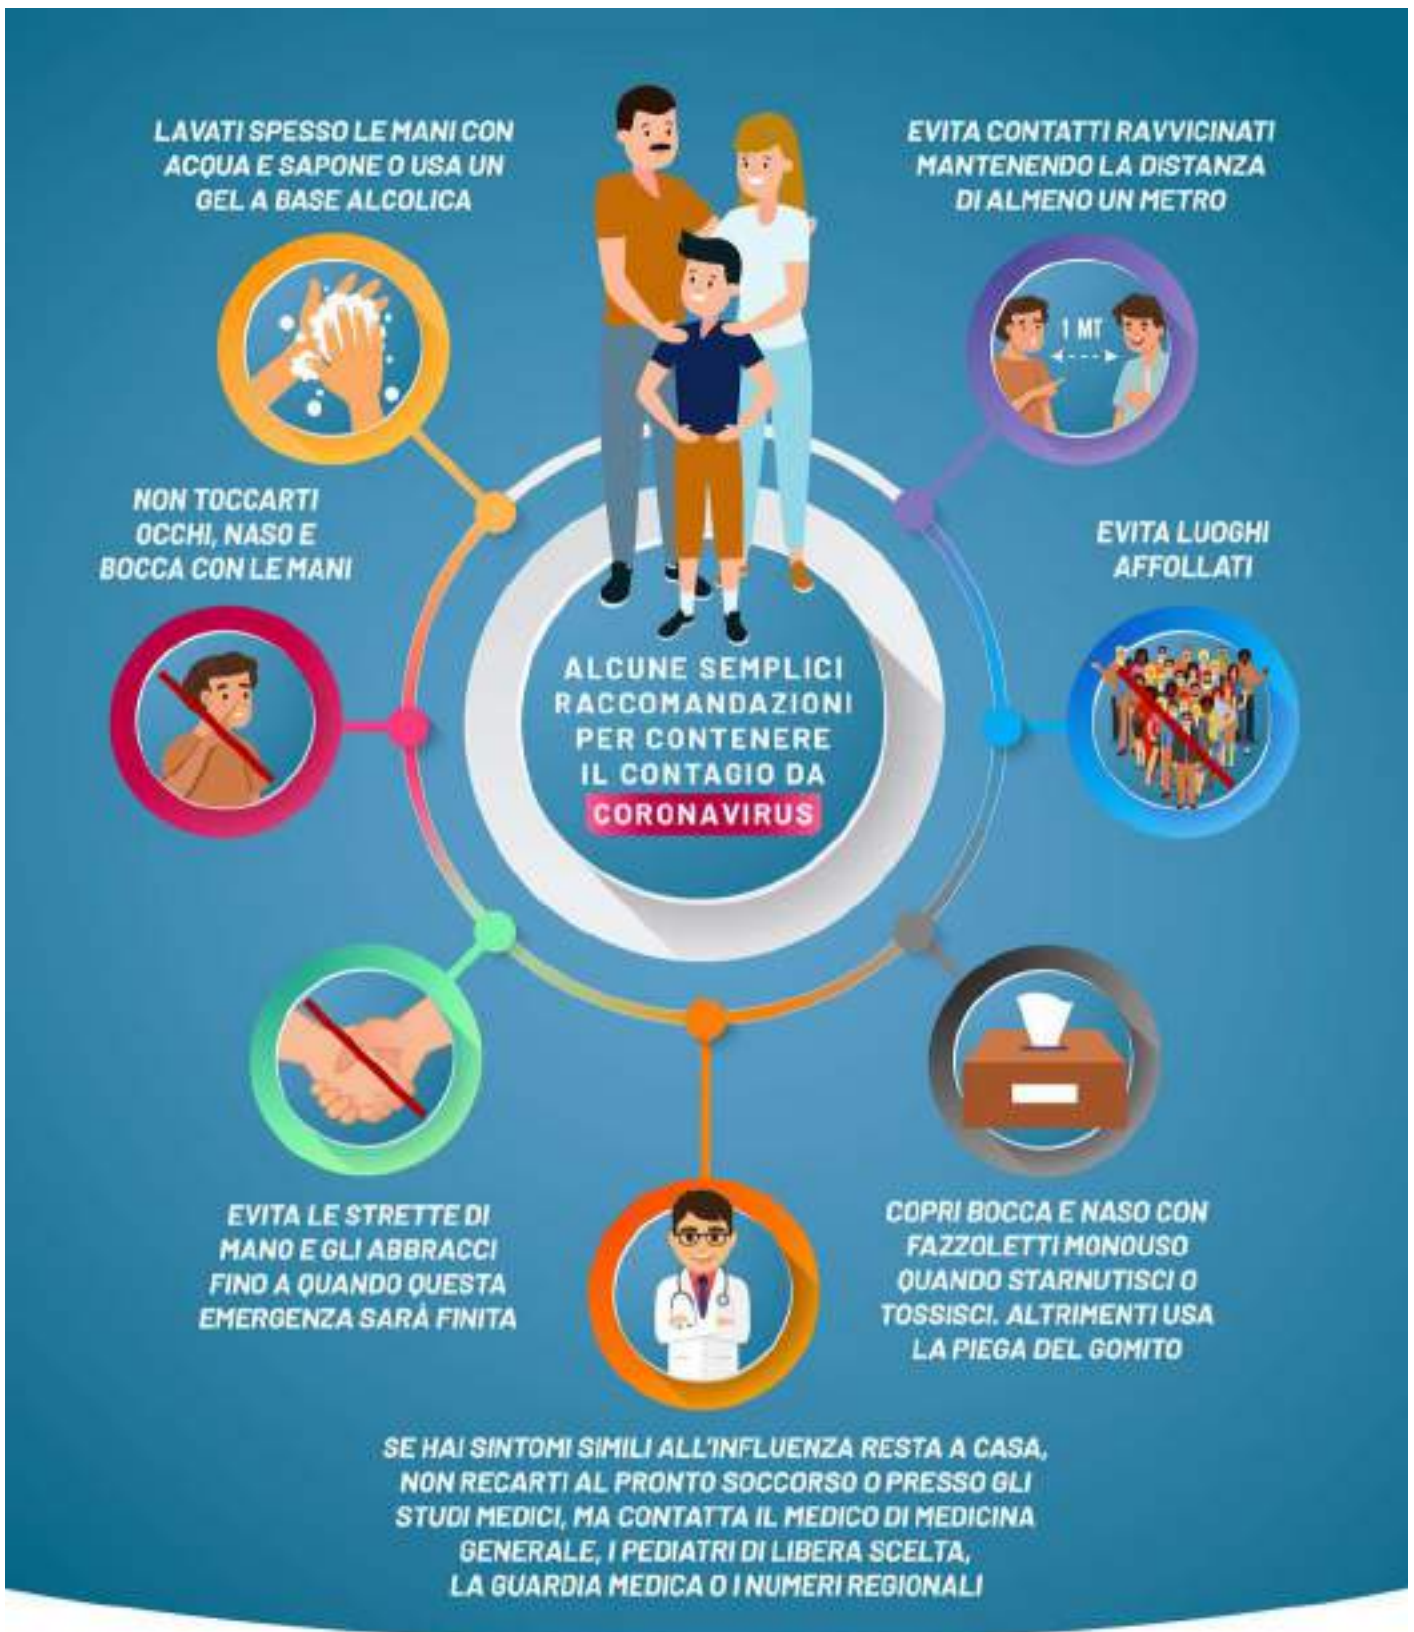 LAVATI SPESSO LE MANI CON
ACQUA E SAPONE O USA UN
GEL A BASE ALCOLICA
EVITA CONTATTI RAVVICINATI
MANTENENDO LA DISTANZA
DI ALMENO UN METRO
1 MT
NON TOCCARTI
OCCHI, NASO E
BOCCA CON LE MANI
EVITA LUOGHI
AFFOLLATI
ALCUNE SEMPLICI
RACCOMANDAZIONI
PER CONTENERE
IL CONTAGIO DA
CORONAVIRUS
EVITA LE STRETTE DI
MANO E GLI ABBRACCI
FINO A QUANDO QUESTA
EMERGENZA SARÀ FINITA
COPRI BOCCA E NASO CON
FAZZOLETTI MONOUSO
QUANDO STARNUTISCI O
TOSSISCI. ALTRIMENTI USA
LA PIEGA DEL GOMITO
SE HAI SINTOMI SIMILI ALL'INFLUENZA RESTA A CASA,
NON RECARTI AL PRONTO SOCCORSO O PRESSO GLI
STUDI MEDICI, MA CONTATTA IL MEDICO DI MEDICINA
GENERALE, I PEDIATRI DI LIBERA SCELTA,
LA GUARDIA MEDICA O I NUMERI REGIONALI